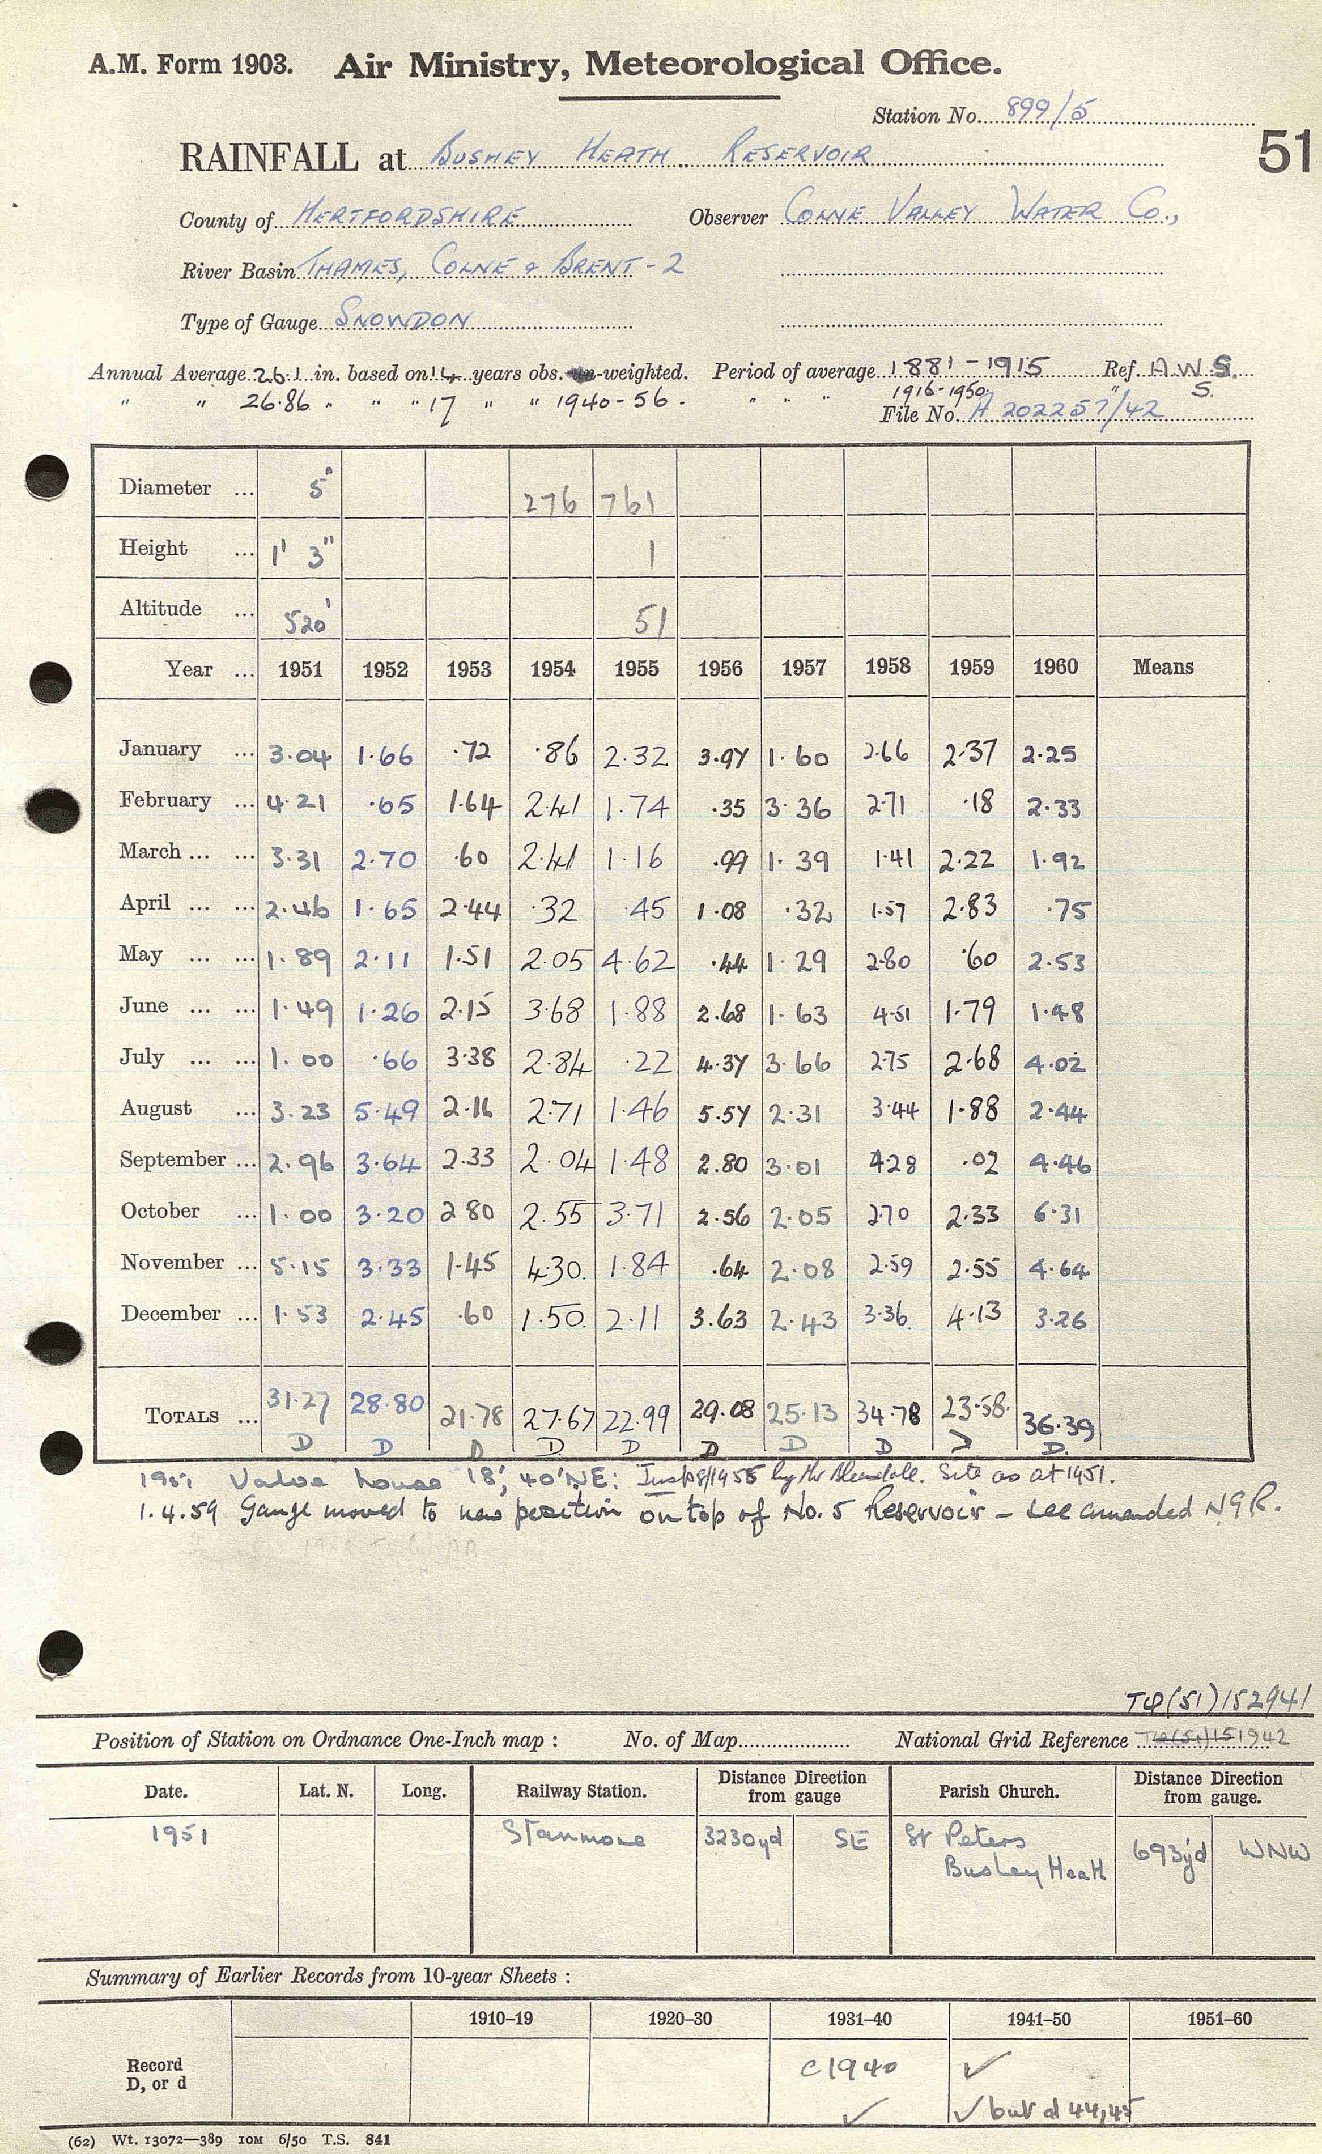 A.M. Form 1903. Air Ministry, Meteorological Office.
Station No. 899/5
51
RAINFALL at BUSHEY HEATH RESERVOIR
County of HERTFORDSHIRE Observer COLNE VALLEY WATER CO.,
River Basin THAMES, COLNE & BRENT - 2
Type of Gauge SNOWDON
Annual Average 26.1 in. based on 14 years obs. -weighted. Period of average 1881-1915 Ref. A.W.S.
" " 26.86 " " " 17 " " 1940-56. " " " 1916-1950 " S.
File No. A 202257/42
Diameter ... 5" 276 761
Height ... 1' 3" 1
Altitude ... 520' 51
Year ... 1951 1952 1953 1954 1955 1956 1957 1958 1959 1960 Means
January ... 3.04 1.66 .72 .86 2.32 3.97 1.60 2.66 2.37 2.25
February ... 4.21 .65 1.64 2.41 1.74 .35 3.36 2.71 .18 2.33
March ... ... 3.31 2.70 .60 2.41 1.16 .99 1.39 1.41 2.22 1.92
April ... ... 2.46 1.65 2.44 .32 .45 1.08 .32 1.57 2.83 .75
May ... ... 1.89 2.11 1.51 2.05 4.62 .44 1.29 2.80 .60 2.53
June ... ... 1.49 1.26 2.15 3.68 1.88 2.68 1.63 4.51 1.79 1.48
July ... ... 1.00 .66 3.38 2.84 .22 4.37 3.66 2.75 2.68 4.02
August ... 3.23 5.49 2.16 2.71 1.46 5.57 2.31 3.44 1.88 2.44
September ... 2.96 3.64 2.33 2.04 1.48 2.80 3.01 4.28 .02 4.46
October ... 1.00 3.20 2.80 2.55 3.71 2.56 2.05 2.70 2.33 6.31
November ... 5.15 3.33 1.45 4.30 1.84 .64 2.08 2.59 2.55 4.64
December ... 1.53 2.45 .60 1.50 2.11 3.63 2.43 3.36 4.13 3.26
TOTALS ... 31.27 28.80 21.78 27.67 22.99 29.08 25.13 34.78 23.58 36.39
D D D D D D D D D D
1951 Valve house 18', 40' NE: Insp 8/1955 by Mr Bleasdale. Site as at 1951.
1.4.59 Gauge moved to new position on top of No. 5 Reservoir - see amended N.G.R.
TQ(51)152941
Position of Station on Ordnance One-Inch map : No. of Map National Grid Reference TQ(51)151942
Date. Lat. N. Long. Railway Station. Distance Direction from gauge Parish Church. Distance Direction from gauge.
1951 Stanmore 3230yd SE St Peters Bushey Heath 693yd WNW
Summary of Earlier Records from 10-year Sheets :
1910-19 1920-30 1931-40 1941-50 1951-60
Record c1940 ✓
D, or d ✓ ✓ but d 44,45
(62) Wt. 13072—389 10M 6/50 T.S. 841